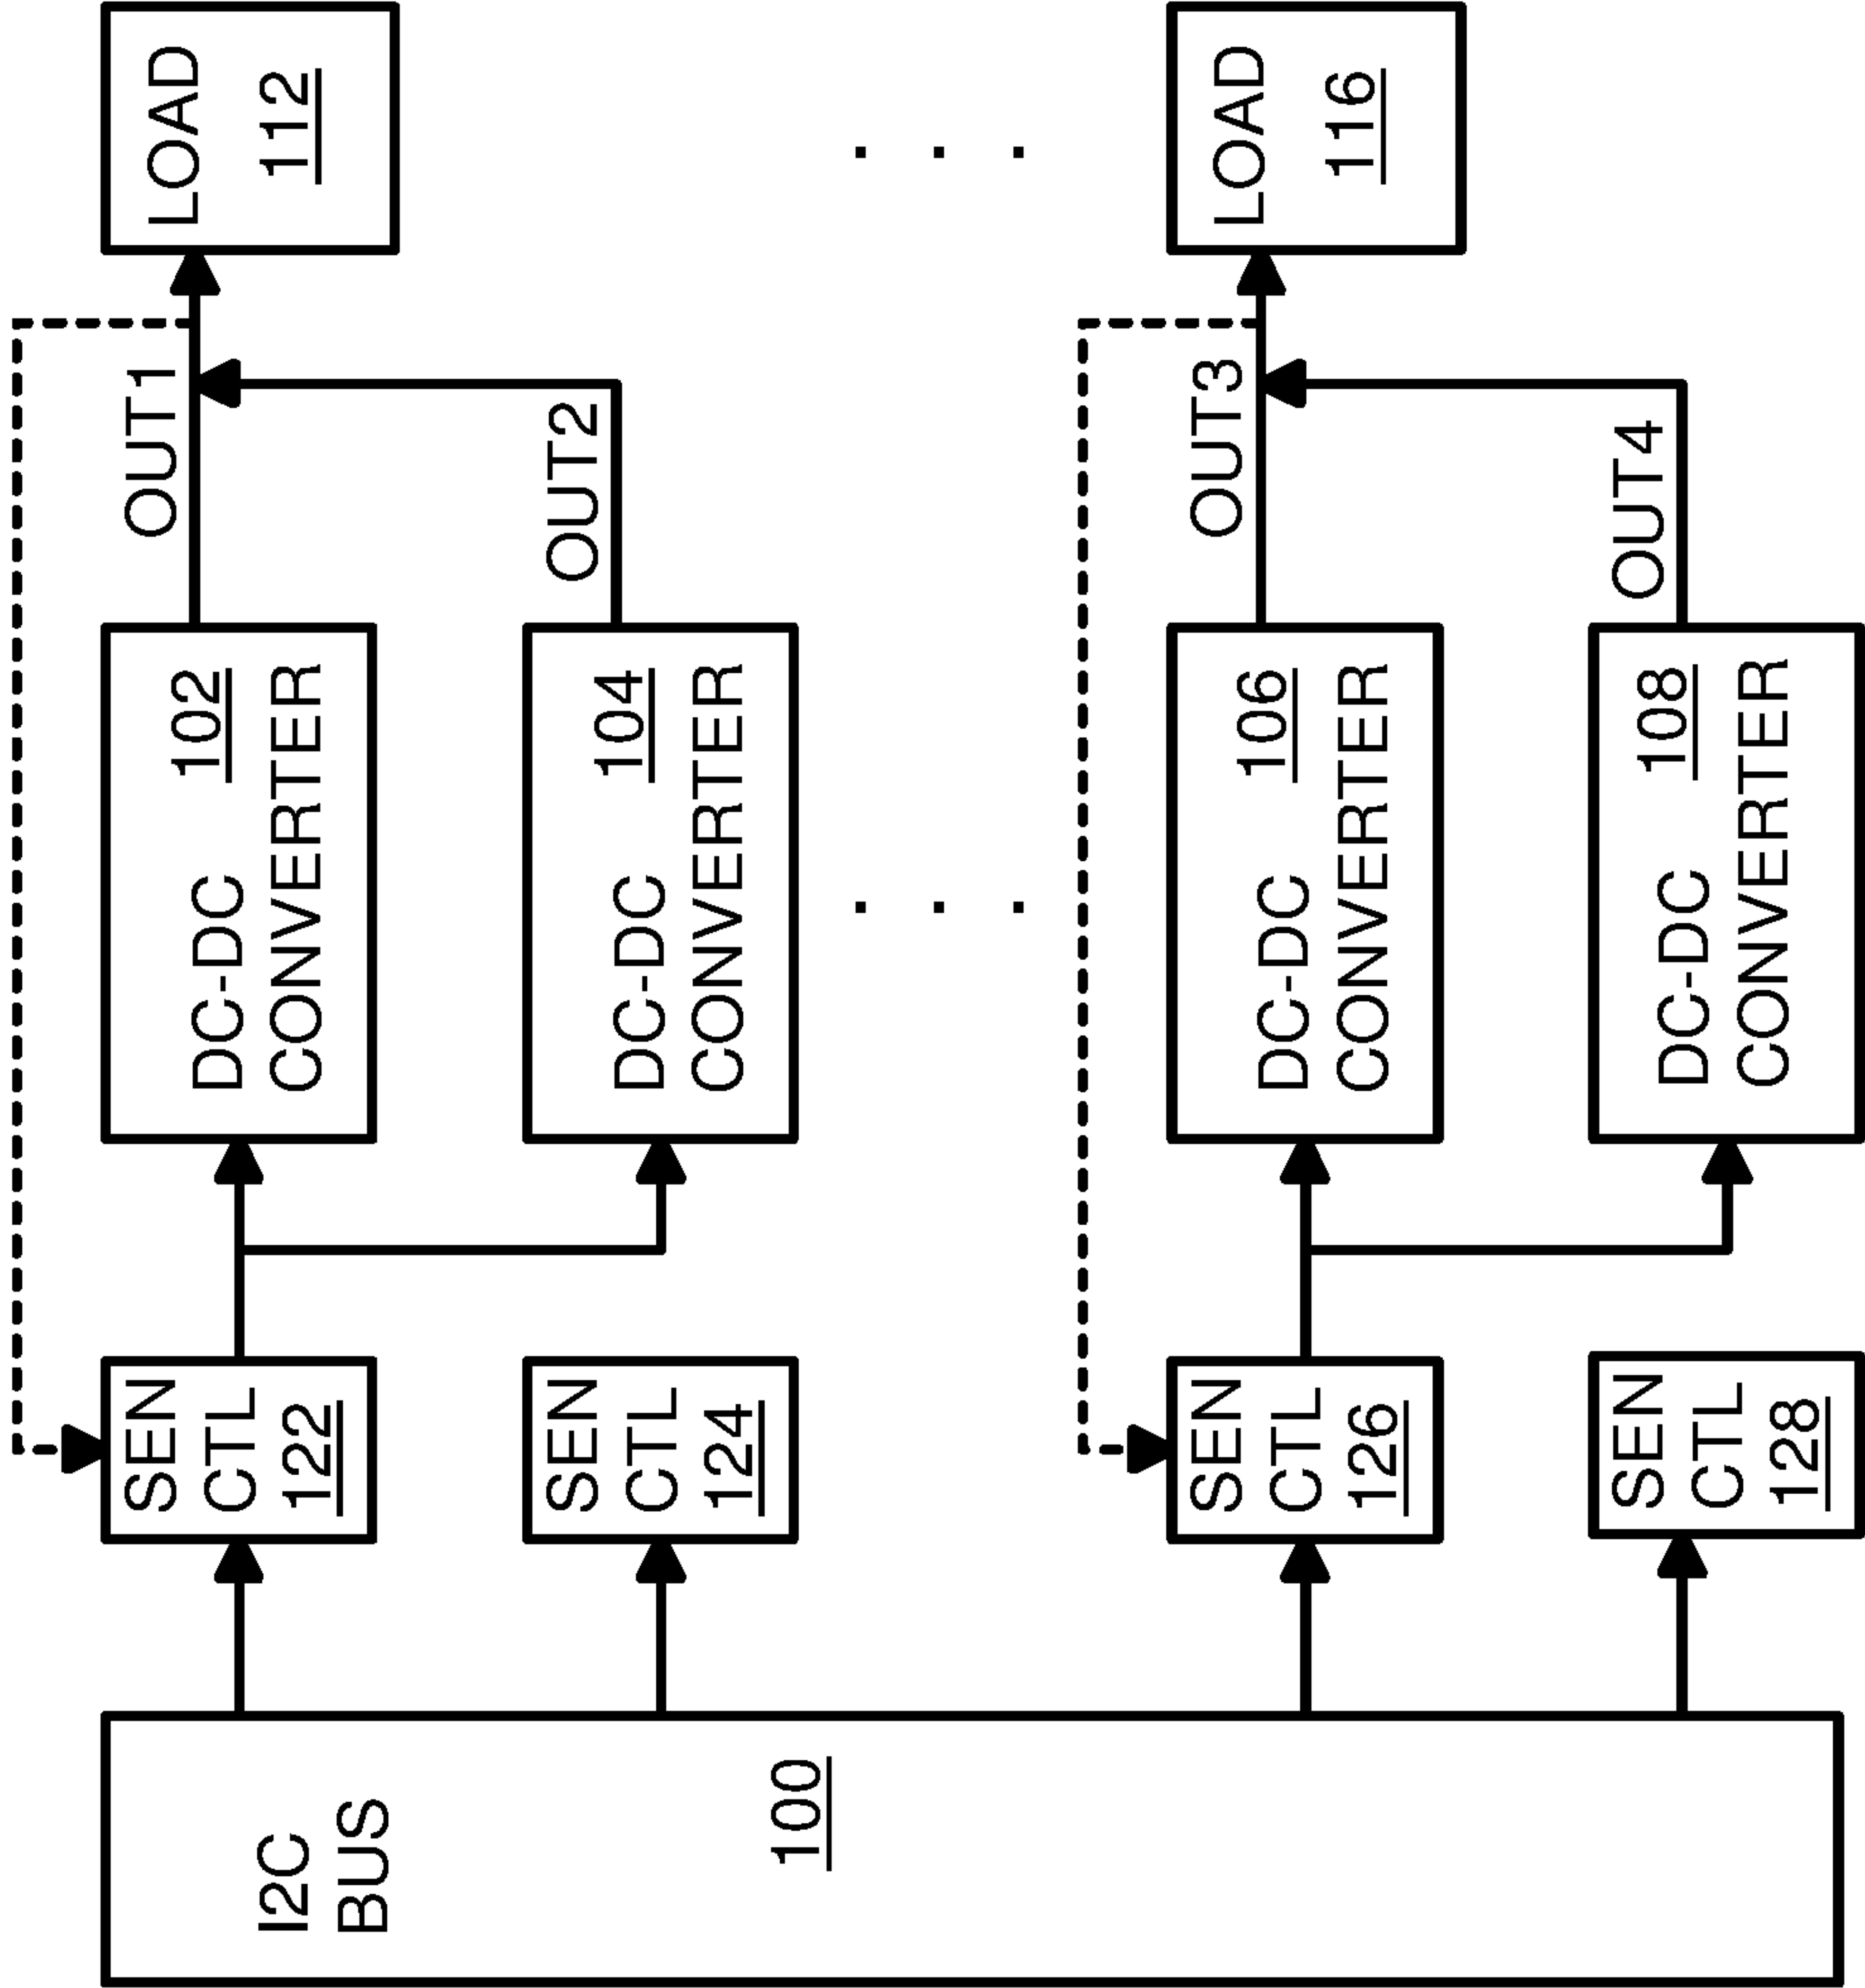 I2C
BUS
100
SEN
CTL
122
DC-DC
102
CONVERTER
OUT1
LOAD
112
SEN
CTL
124
DC-DC
104
CONVERTER
OUT2
SEN
CTL
126
DC-DC
106
CONVERTER
OUT3
LOAD
116
SEN
CTL
128
DC-DC
108
CONVERTER
OUT4